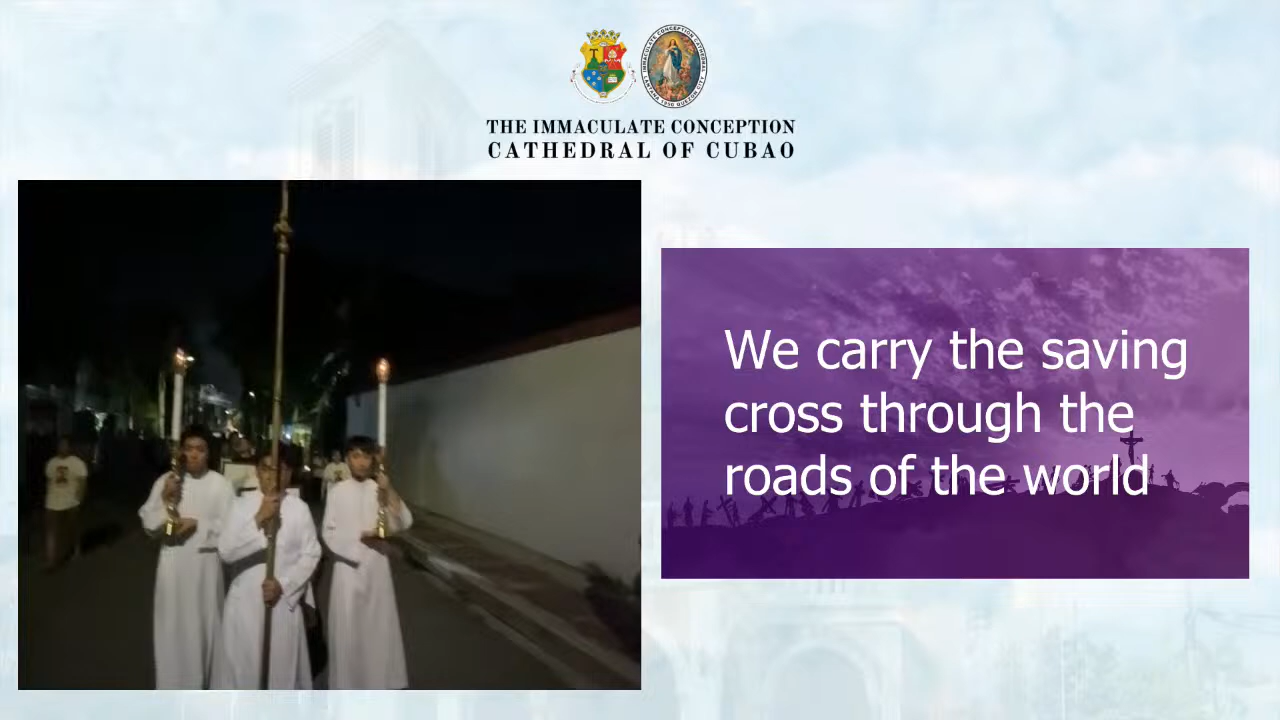 THE IMMACULATE CONCEPTION
CATHEDRAL OF CUBAO
We carry the saving
cross through the
roads of the world